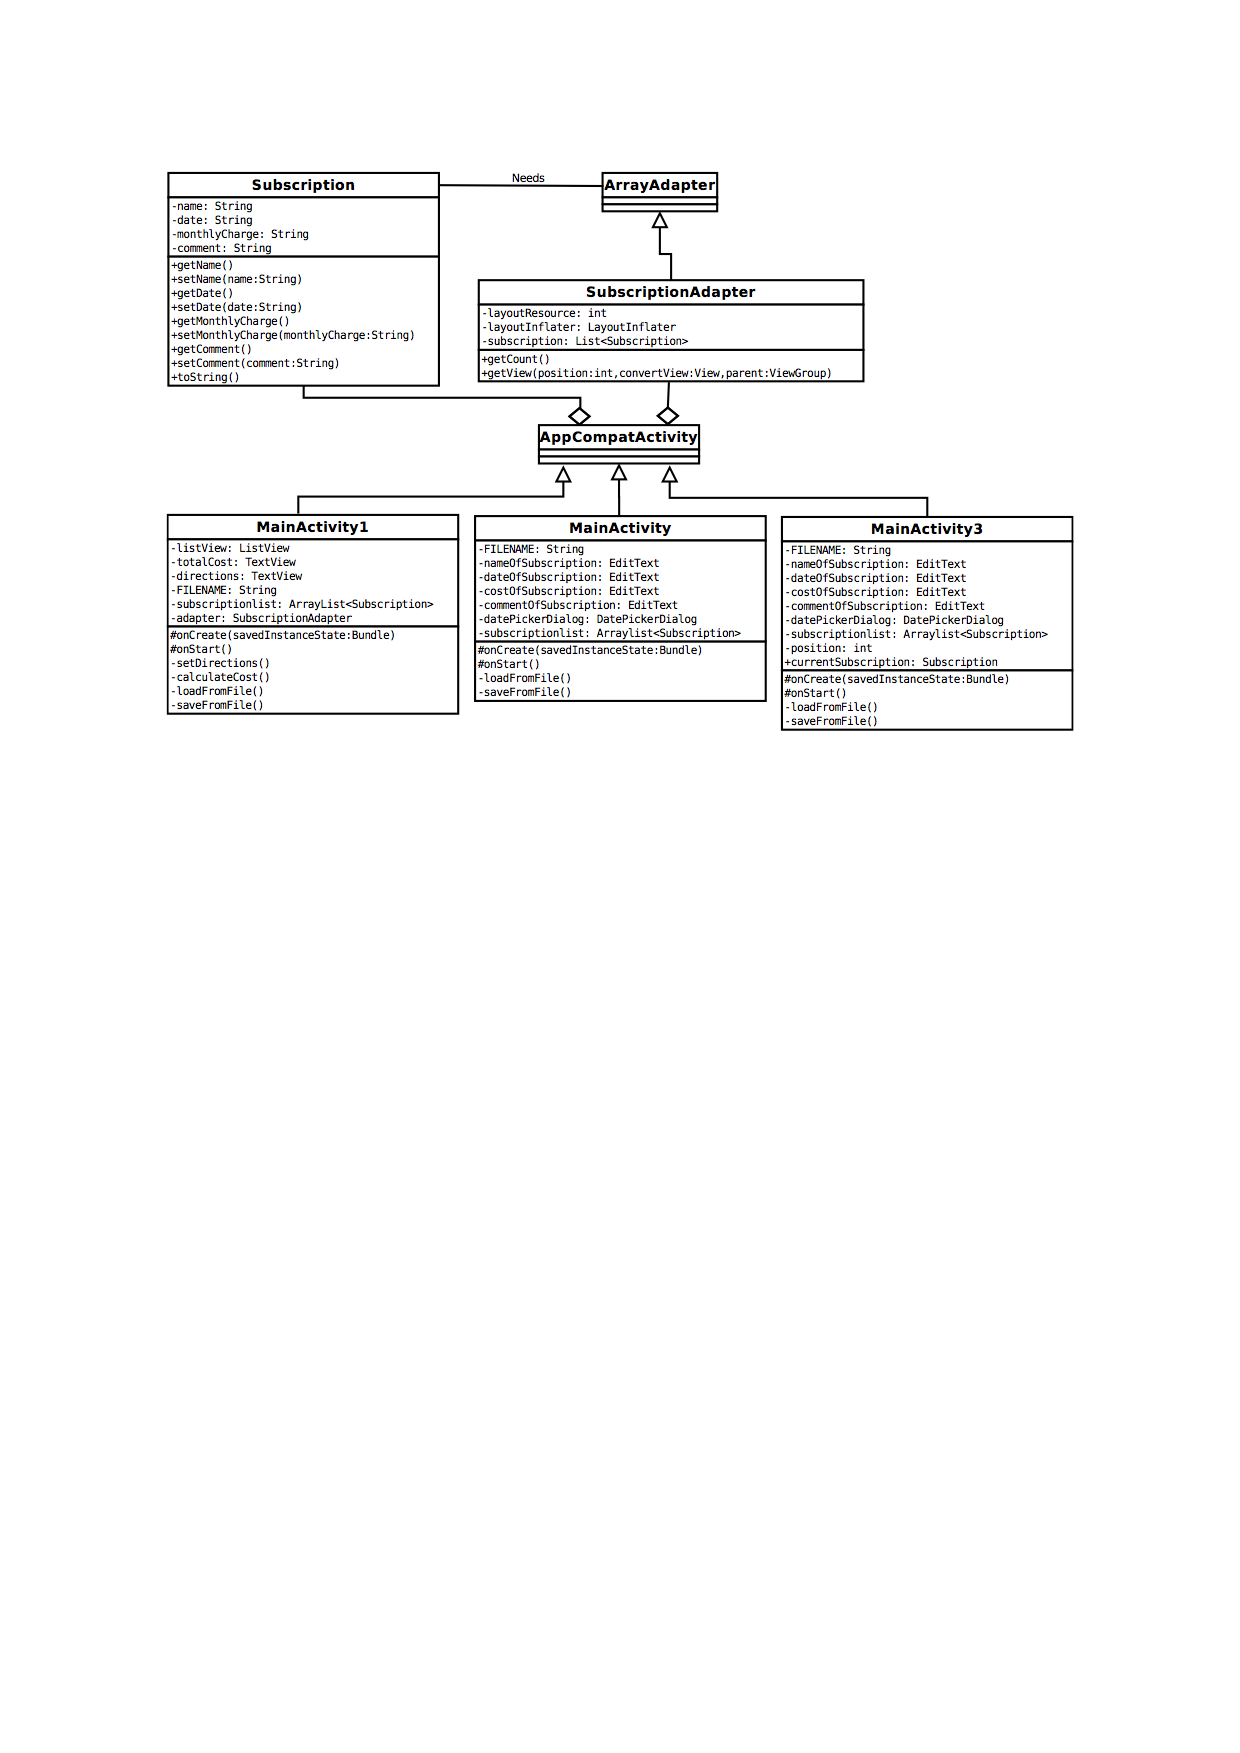 Subscription
-name: String
-date: String
-monthlyCharge: String
-comment: String
+getName()
+setName(name:String)
+getDate()
+setDate(date:String)
+getMonthlyCharge()
+setMonthlyCharge(monthlyCharge:String)
+getComment()
+setComment(comment:String)
+toString()
Needs
ArrayAdapter
SubscriptionAdapter
-layoutResource: int
-layoutInflater: LayoutInflater
-subscription: List<Subscription>
+getCount()
+getView(position:int,convertView:View,parent:ViewGroup)
AppCompatActivity
MainActivity1
-listView: ListView
-totalCost: TextView
-directions: TextView
-FILENAME: String
-subscriptionlist: ArrayList<Subscription>
-adapter: SubscriptionAdapter
#onCreate(savedInstanceState:Bundle)
#onStart()
-setDirections()
-calculateCost()
-loadFromFile()
-saveFromFile()
MainActivity
-FILENAME: String
-nameOfSubscription: EditText
-dateOfSubscription: EditText
-costOfSubscription: EditText
-commentOfSubscription: EditText
-datePickerDialog: DatePickerDialog
-subscriptionlist: Arraylist<Subscription>
#onCreate(savedInstanceState:Bundle)
#onStart()
-loadFromFile()
-saveFromFile()
MainActivity3
-FILENAME: String
-nameOfSubscription: EditText
-dateOfSubscription: EditText
-costOfSubscription: EditText
-commentOfSubscription: EditText
-datePickerDialog: DatePickerDialog
-subscriptionlist: Arraylist<Subscription>
-position: int
+currentSubscription: Subscription
#onCreate(savedInstanceState:Bundle)
#onStart()
-loadFromFile()
-saveFromFile()